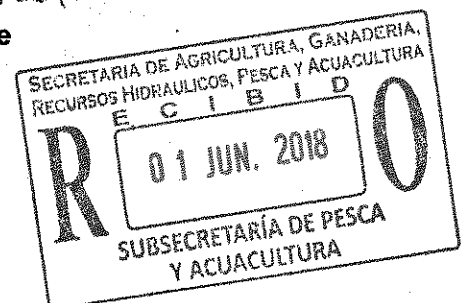 e
SECRETARIA DE AGRICULTURA, GANADERIA,
RECURSOS HIDRAULICOS, PESCA Y ACUACULTURA
RECIBIDO
01 JUN. 2018
SUBSECRETARÍA DE PESCA
Y ACUACULTURA